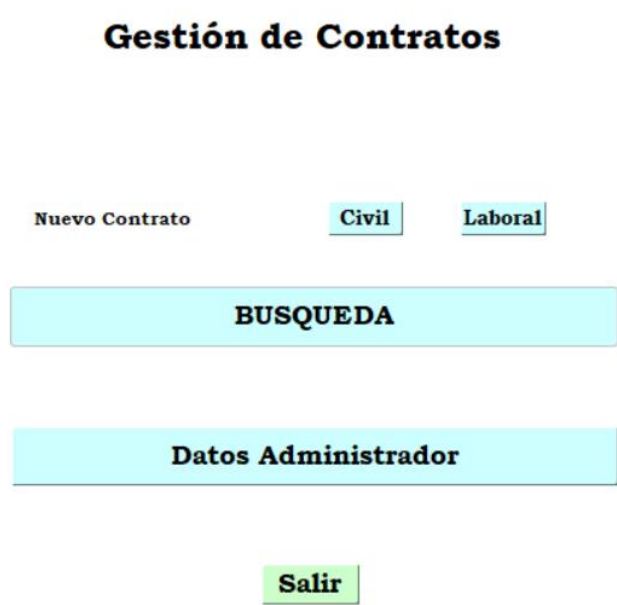 Gestión de Contratos
Nuevo Contrato Civil Laboral
BUSQUEDA
Datos Administrador
Salir